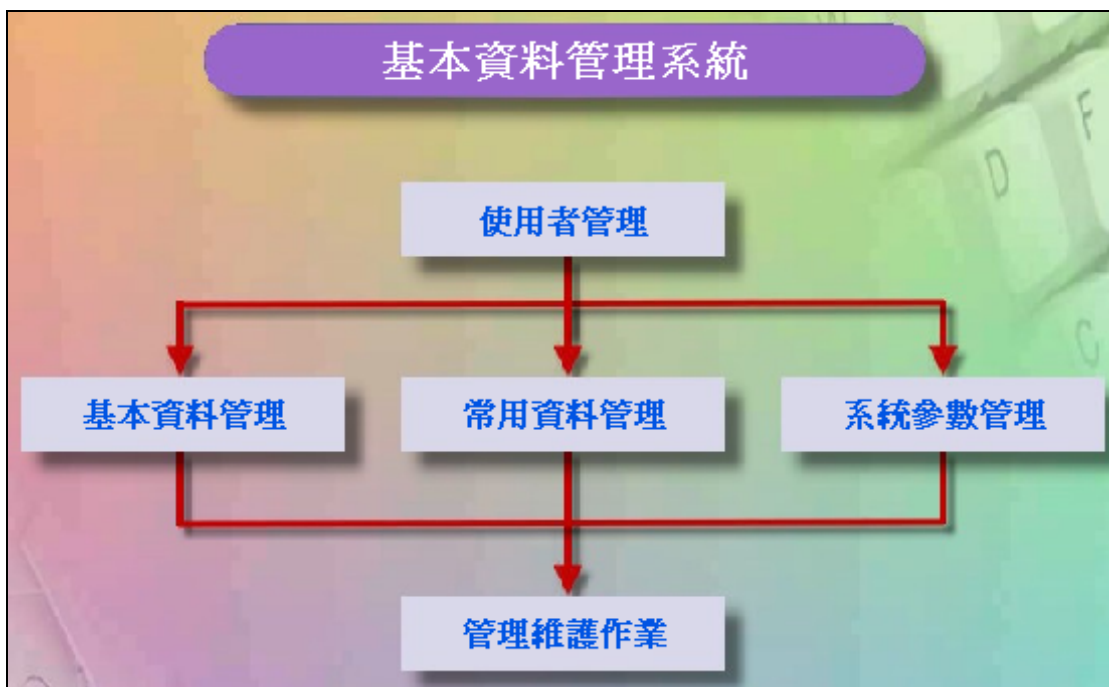 基本資料管理系統
使用者管理
基本資料管理
常用資料管理
系統參數管理
管理維護作業
D
F
C